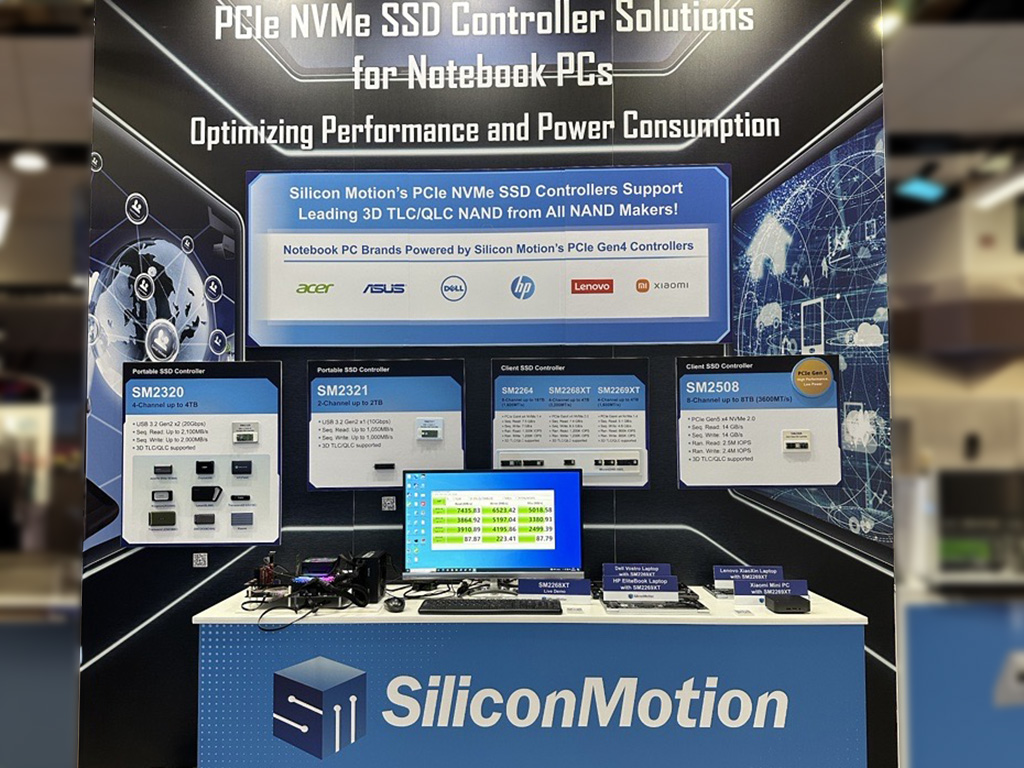 PCIe NVMe SSD Controller Solutions
for Notebook PCs
Optimizing Performance and Power Consumption
Silicon Motion's PCIe NVMe SSD Controllers Support
Leading 3D TLC/QLC NAND from All NAND Makers!
Notebook PC Brands Powered by Silicon Motion's PCIe Gen4 Controllers
acer ASUS DELL hp Lenovo mi xiaomi
Portable SSD Controller
SM2320
4-Channel up to 4TB
• USB 3.2 Gen2 x2 (20Gbps)
• Seq. Read: Up to 2,100MB/s
• Seq. Write: Up to 2,000MB/s
• 3D TLC/QLC supported
Portable SSD Controller
SM2321
2-Channel up to 2TB
• USB 3.2 Gen2 x1 (10Gbps)
• Seq. Read: Up to 1,050MB/s
• Seq. Write: Up to 1,000MB/s
• 3D TLC/QLC supported
Client SSD Controller
SM2264 SM2268XT SM2269XT
Client SSD Controller
SM2508
8-Channel up to 8TB (3600MT/s)
• PCIe Gen5 x4 NVMe 2.0
• Seq. Read: 14 GB/s
• Seq. Write: 14 GB/s
• Ran. Read: 2.5M IOPS
• Ran. Write: 2.4M IOPS
• 3D TLC/QLC supported
PCIe Gen 5
High Performance
Low Power
7435.83 6523.42 5018.58
3864.92 5197.04 3380.93
3910.89 4195.86 2499.39
87.87 223.41 87.79
SM2268XT
Live Demo
Dell Vostro Laptop
with SM2269XT
HP EliteBook Laptop
with SM2269XT
SiliconMotion
Lenovo XiaoXin Laptop
with SM2269XT
Xiaomi Mini PC
with SM2269XT
SiliconMotion